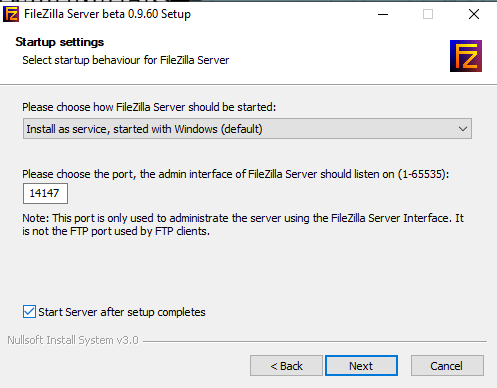 FileZilla Server beta 0.9.60 Setup
Startup settings
Select startup behaviour for FileZilla Server
FZ
Please choose how FileZilla Server should be started:
Install as service, started with Windows (default)
Please choose the port, the admin interface of FileZilla Server should listen on (1-65535):
14147
Note: This port is only used to administrate the server using the FileZilla Server Interface. It
is not the FTP port used by FTP clients.
Start Server after setup completes
Nullsoft Install System v3.0
< Back
Next
Cancel